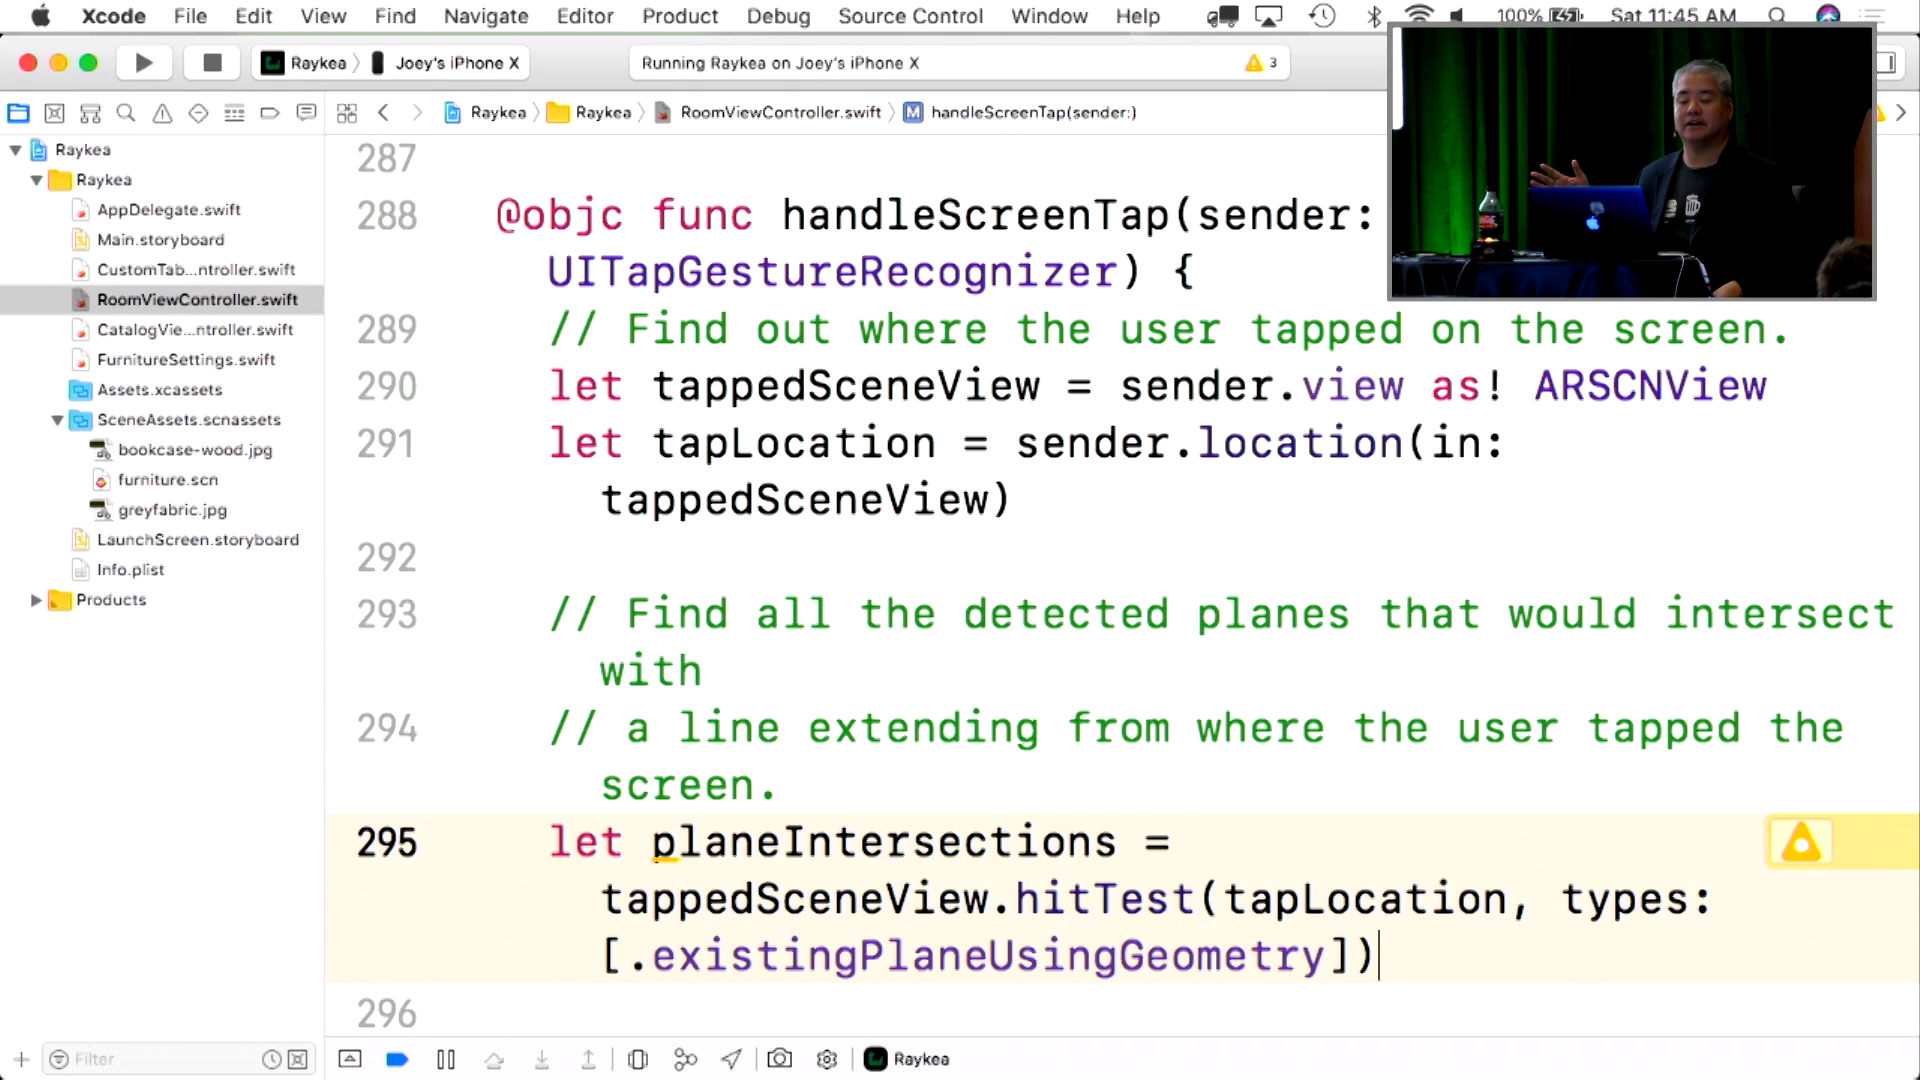 Xcode File Edit View Find Navigate Editor Product Debug Source Control Window Help 100% Sat 11:45 AM
Raykea Joey's iPhone X Running Raykea on Joey's iPhone X 3
Raykea Raykea RoomViewController.swift M handleScreenTap(sender:)
Raykea
Raykea
AppDelegate.swift
Main.storyboard
CustomTab...ntroller.swift
RoomViewController.swift
CatalogVie...ntroller.swift
FurnitureSettings.swift
Assets.xcassets
SceneAssets.scnassets
bookcase-wood.jpg
furniture.scn
greyfabric.jpg
LaunchScreen.storyboard
Info.plist
Products
Filter
287
288 @objc func handleScreenTap(sender:
UITapGestureRecognizer) {
289 // Find out where the user tapped on the screen.
290 let tappedSceneView = sender.view as! ARSCNView
291 let tapLocation = sender.location(in:
tappedSceneView)
292
293 // Find all the detected planes that would intersect
with
294 // a line extending from where the user tapped the
screen.
295 let planeIntersections =
tappedSceneView.hitTest(tapLocation, types:
[.existingPlaneUsingGeometry])
296
Raykea